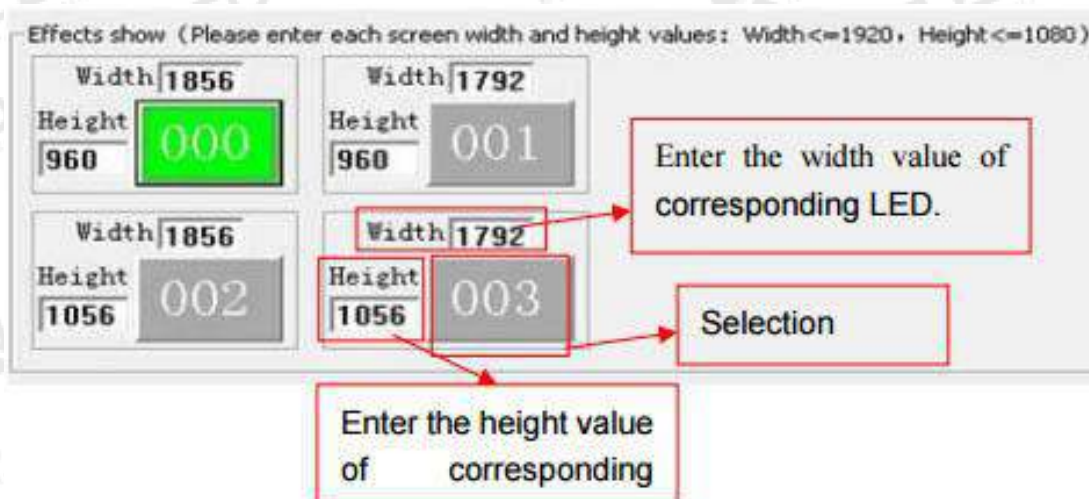 Effects show (Please enter each screen width and height values: Width<=1920, Height<=1080)
Width 1856
Height
960
000
Width 1792
Height
960
001
Enter the width value of
corresponding LED.
Width 1856
Height
1056
002
Width 1792
Height
1056
003
Selection
Enter the height value
of corresponding